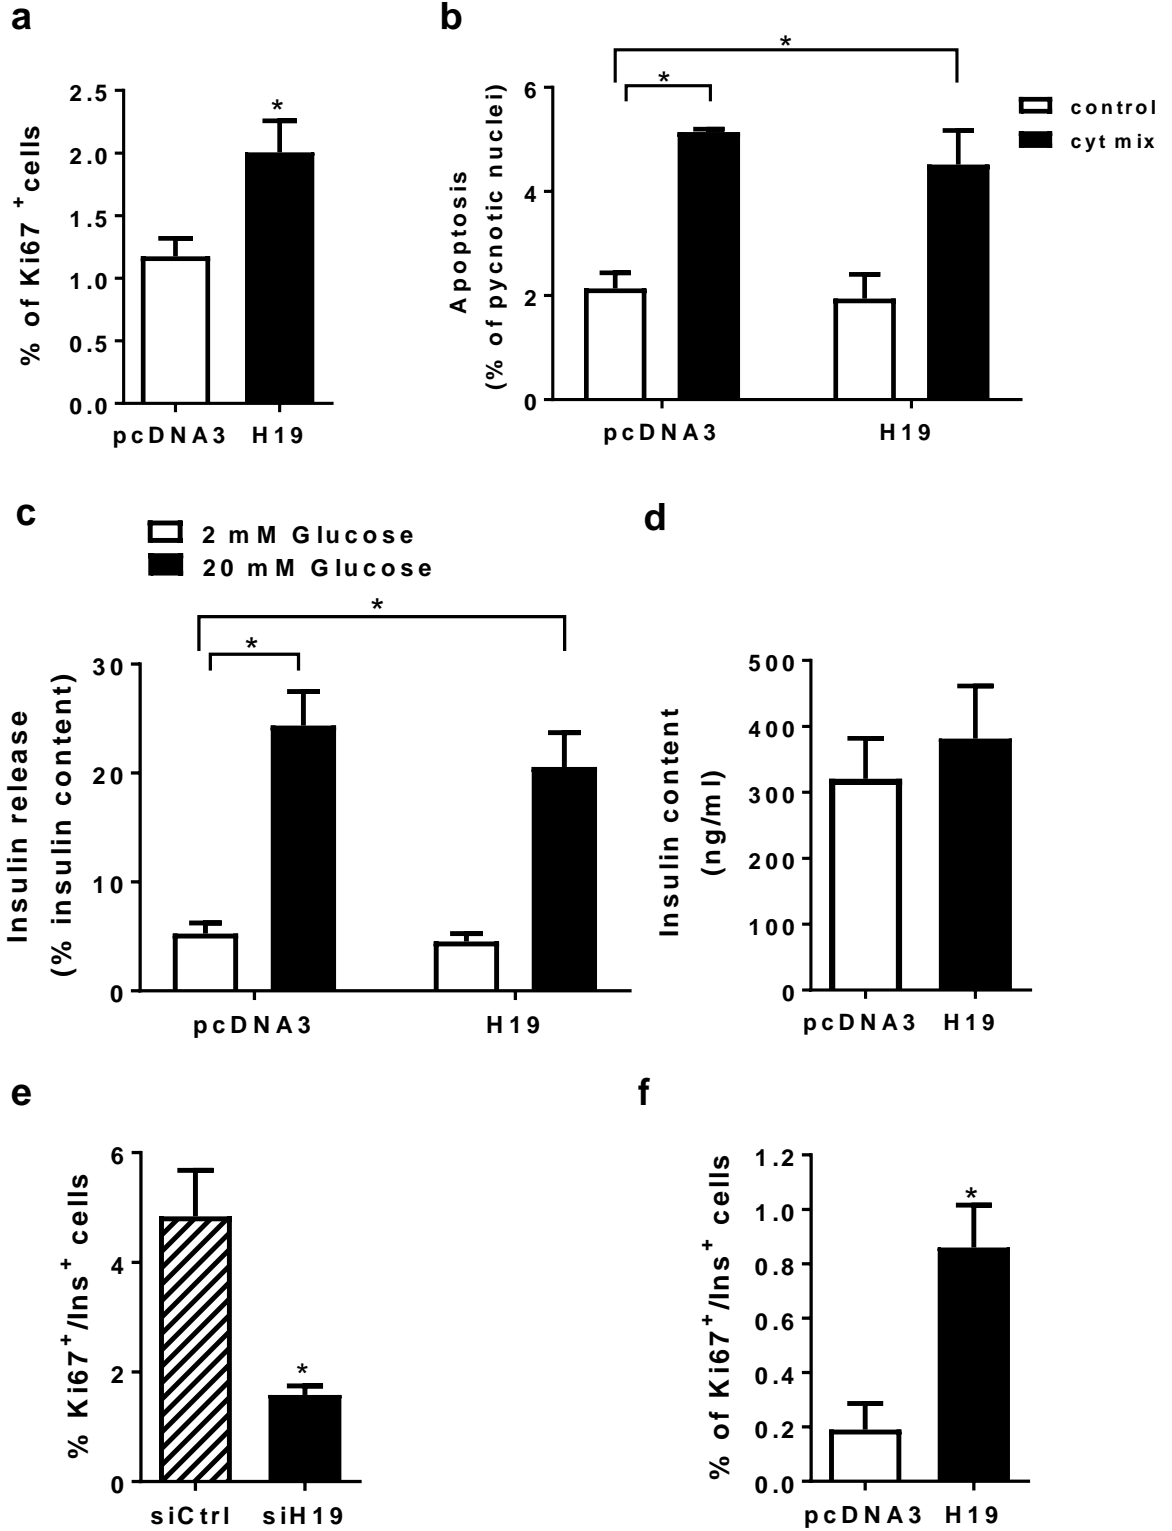 a
% of Ki67 + cells
2.5
2.0
1.5
1.0
0.5
0.0
*
pcDNA3 H19
b
Apoptosis
(% of pycnotic nuclei)
6
4
2
0
*
*
control
cyt mix
pcDNA3 H19
c
2 mM Glucose
20 mM Glucose
Insulin release
(% insulin content)
30
20
10
0
*
*
pcDNA3 H19
d
Insulin content
(ng/ml)
500
400
300
200
100
0
pcDNA3 H19
e
% Ki67+/Ins+ cells
6
4
2
0
*
siCtrl siH19
f
% of Ki67+/Ins+ cells
1.2
1.0
0.8
0.6
0.4
0.2
0.0
*
pcDNA3 H19